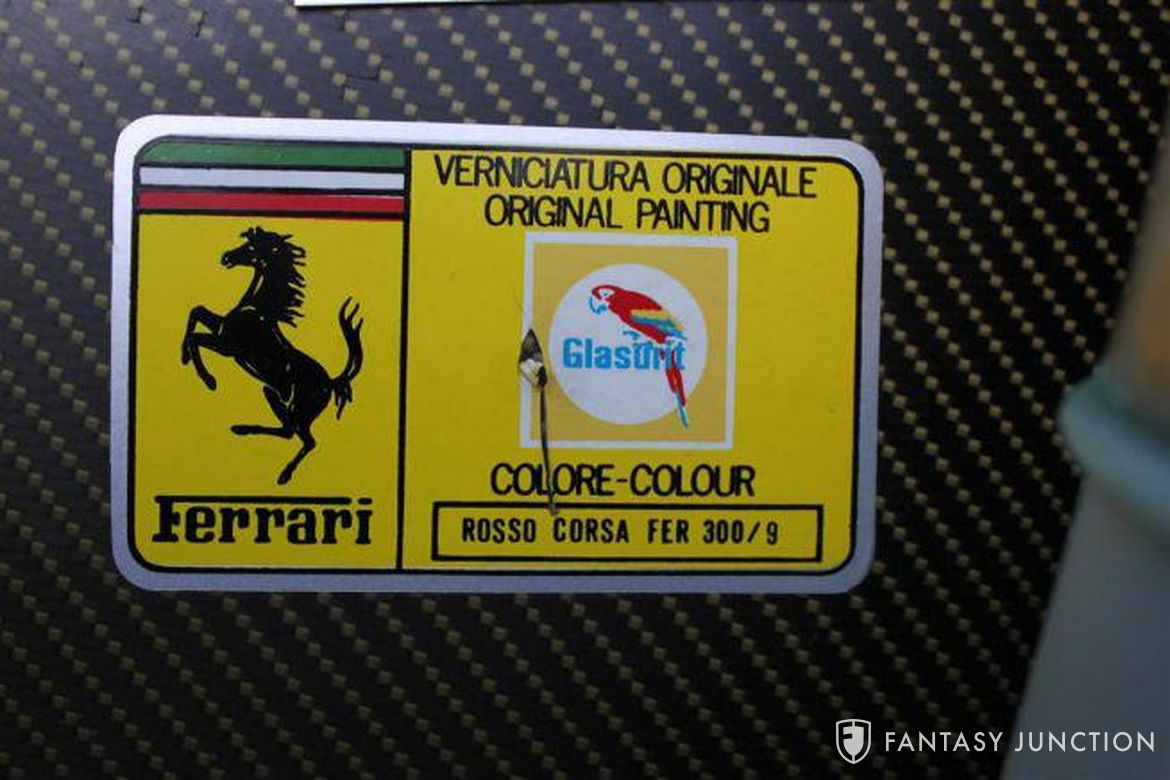 VERNICIATURA ORIGINALE
ORIGINAL PAINTING
Glasurit
COLORE-COLOUR
ROSSO CORSA FER 300/9
Ferrari
FANTASY JUNCTION